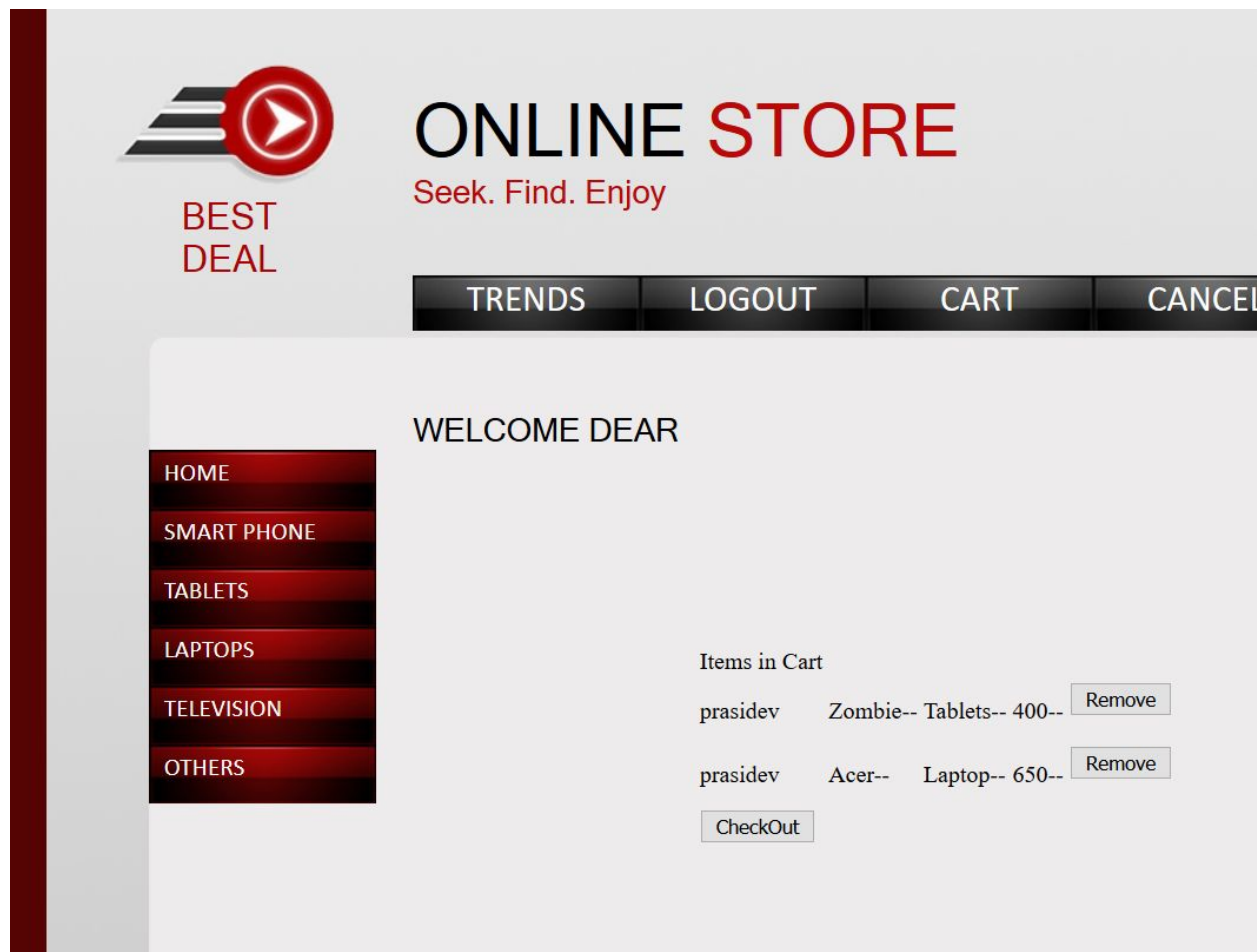 ONLINE STORE
Seek. Find. Enjoy
BEST
DEAL
TRENDS LOGOUT CART CANCEL
WELCOME DEAR
HOME
SMART PHONE
TABLETS
LAPTOPS
TELEVISION
OTHERS
Items in Cart
prasidev Zombie-- Tablets-- 400-- Remove
prasidev Acer-- Laptop-- 650-- Remove
CheckOut